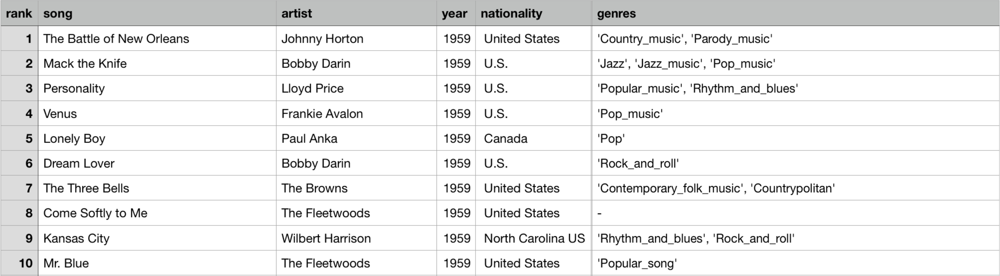 rank song artist year nationality genres
1 The Battle of New Orleans Johnny Horton 1959 United States 'Country_music', 'Parody_music'
2 Mack the Knife Bobby Darin 1959 U.S. 'Jazz', 'Jazz_music', 'Pop_music'
3 Personality Lloyd Price 1959 U.S. 'Popular_music', 'Rhythm_and_blues'
4 Venus Frankie Avalon 1959 U.S. 'Pop_music'
5 Lonely Boy Paul Anka 1959 Canada 'Pop'
6 Dream Lover Bobby Darin 1959 U.S. 'Rock_and_roll'
7 The Three Bells The Browns 1959 United States 'Contemporary_folk_music', 'Countrypolitan'
8 Come Softly to Me The Fleetwoods 1959 United States -
9 Kansas City Wilbert Harrison 1959 North Carolina US 'Rhythm_and_blues', 'Rock_and_roll'
10 Mr. Blue The Fleetwoods 1959 United States 'Popular_song'